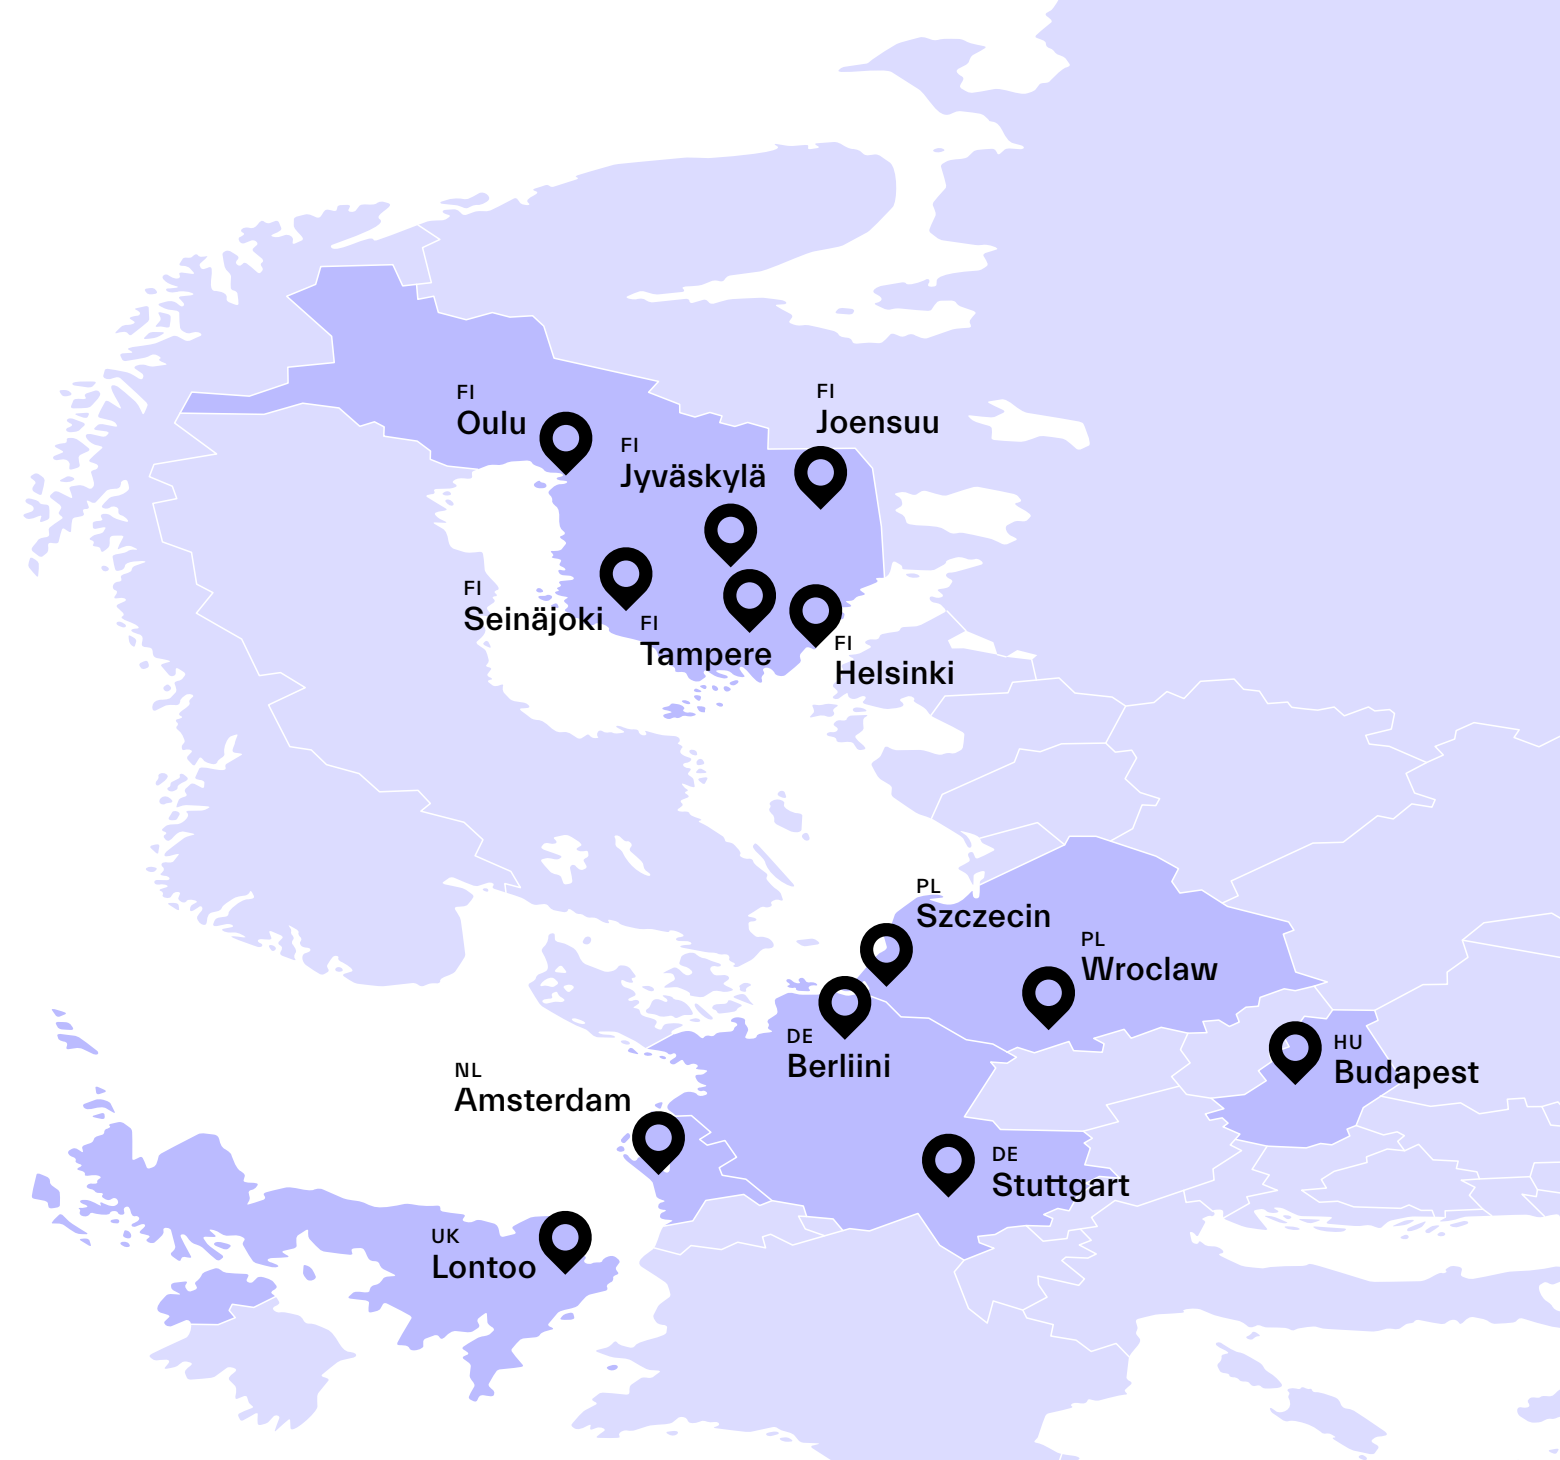 FI
Oulu
FI
Joensuu
FI
Jyväskylä
FI
Seinäjoki
FI
Tampere
FI
Helsinki
PL
Szczecin
PL
Wroclaw
DE
Berliini
HU
Budapest
NL
Amsterdam
DE
Stuttgart
UK
Lontoo